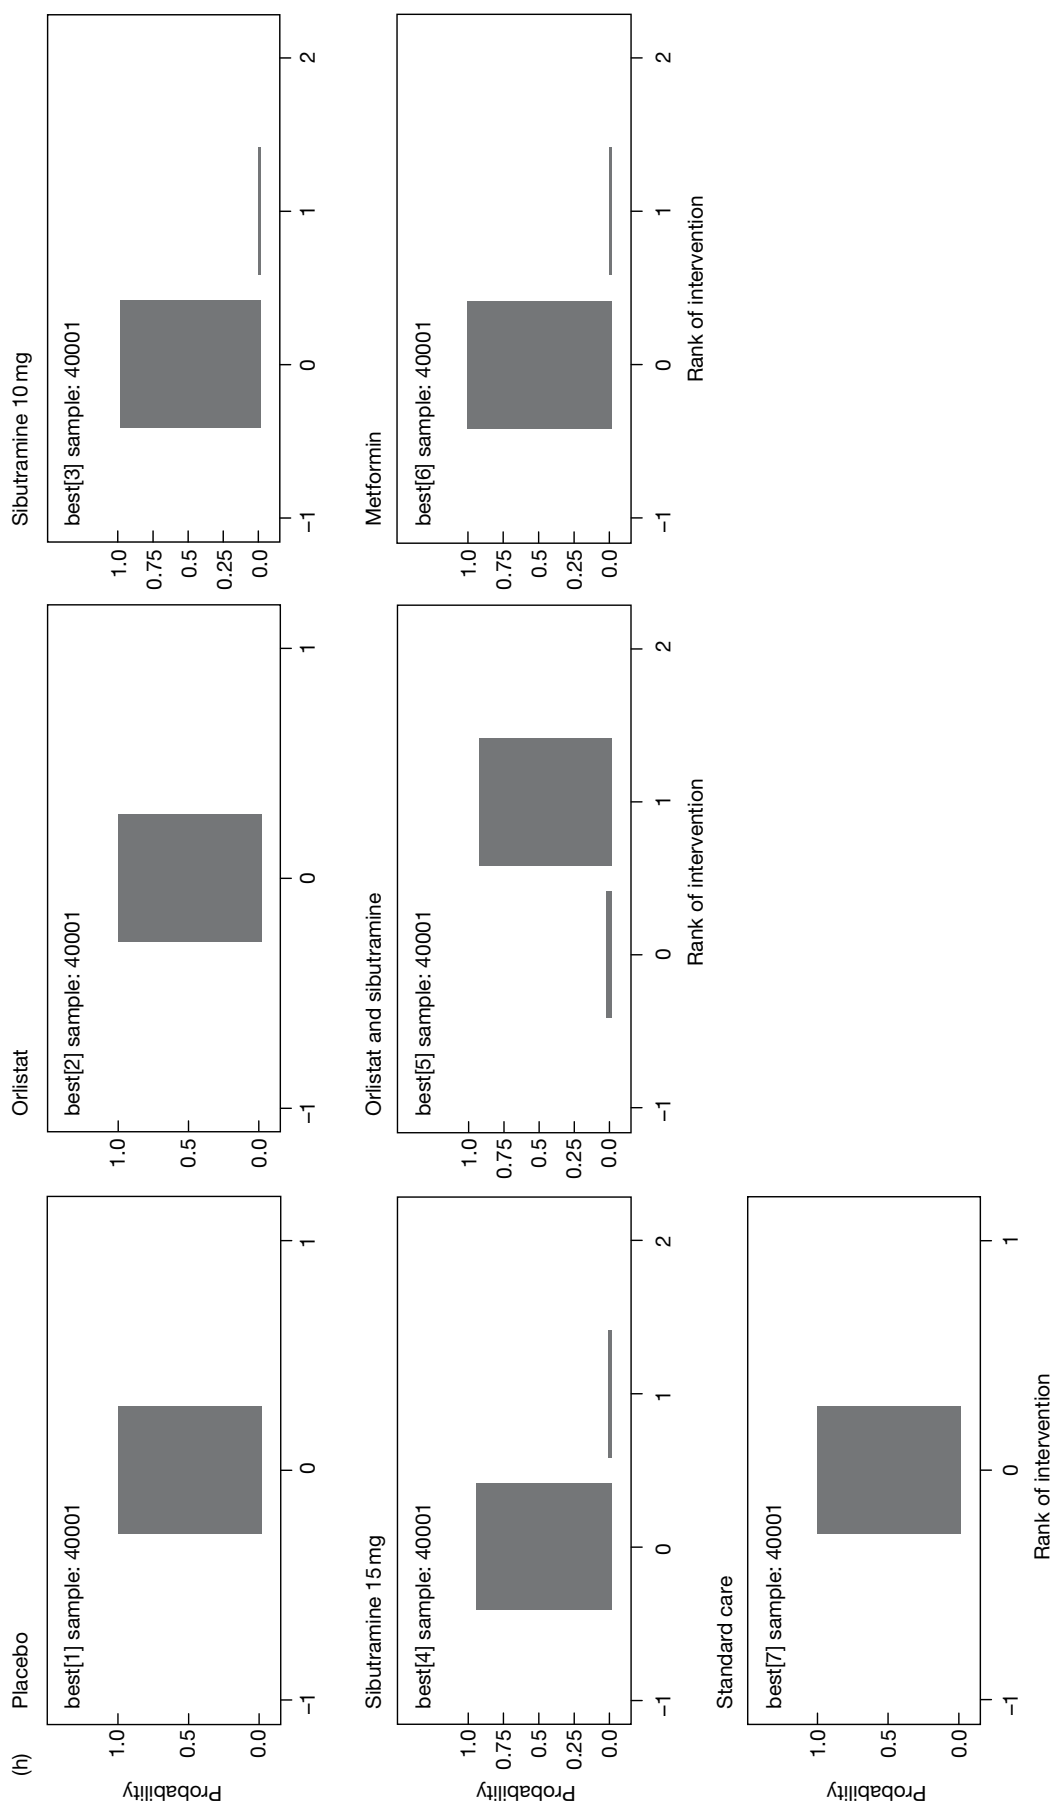 (h)
Placebo
best[1] sample: 40001
Probability
1.0
0.5
0.0
−1
0
1
Orlistat
best[2] sample: 40001
1.0
0.5
0.0
−1
0
1
Sibutramine 10 mg
best[3] sample: 40001
1.0
0.75
0.5
0.25
0.0
−1
0
1
2
Sibutramine 15 mg
best[4] sample: 40001
Probability
1.0
0.75
0.5
0.25
0.0
−1
0
1
2
Orlistat and sibutramine
best[5] sample: 40001
1.0
0.75
0.5
0.25
0.0
−1
0
1
2
Rank of intervention
Metformin
best[6] sample: 40001
1.0
0.75
0.5
0.25
0.0
−1
0
1
2
Rank of intervention
Standard care
best[7] sample: 40001
Probability
1.0
0.5
0.0
−1
0
1
Rank of intervention